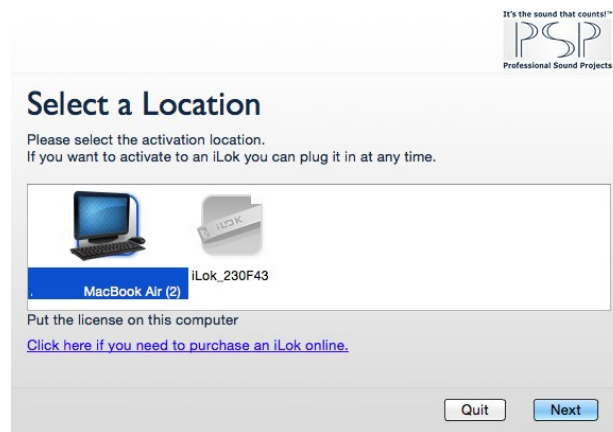 It's the sound that counts!™
PSP
Professional Sound Projects
Select a Location
Please select the activation location.
If you want to activate to an iLok you can plug it in at any time.
iLOK
iLok_230F43
MacBook Air (2)
Put the license on this computer
Click here if you need to purchase an iLok online.
Quit
Next